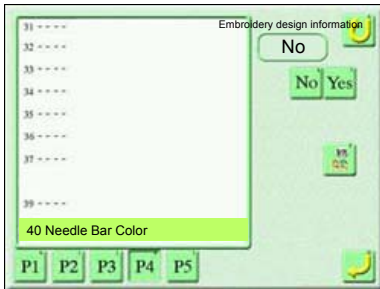 Embroidery design information
31 ----
32 ----
No
33 ----
34 ----
No Yes
35 ----
36 ----
37 ----
39 ----
40 Needle Bar Color
P1 P2 P3 P4 P5